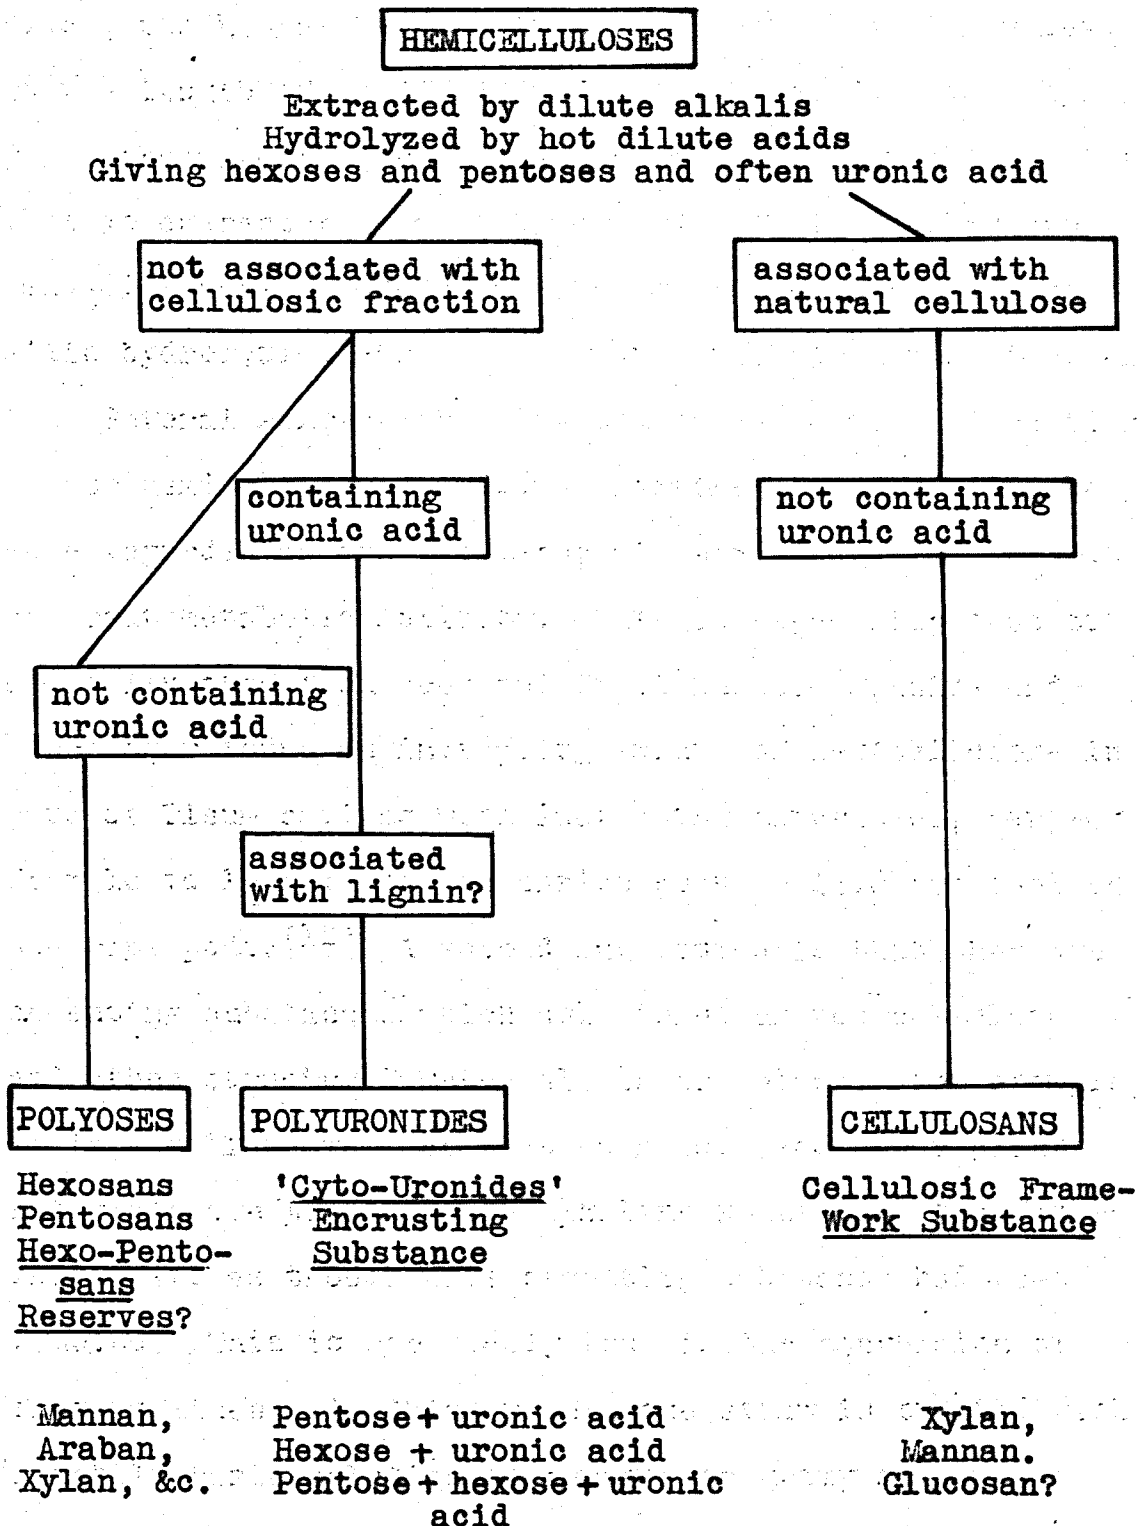 HEMICELLULOSES
Extracted by dilute alkalis
Hydrolyzed by hot dilute acids
Giving hexoses and pentoses and often uronic acid
not associated with
cellulosic fraction
associated with
natural cellulose
containing
uronic acid
not containing
uronic acid
not containing
uronic acid
associated
with lignin?
POLYOSES
POLYURONIDES
CELLULOSANS
Hexosans
Pentosans
Hexo-Pento-
sans
Reserves?
'Cyto-Uronides'
Encrusting
Substance
Cellulosic Frame-
Work Substance
Mannan,
Araban,
Xylan, &c.
Pentose + uronic acid
Hexose + uronic acid
Pentose + hexose + uronic
acid
Xylan,
Mannan.
Glucosan?